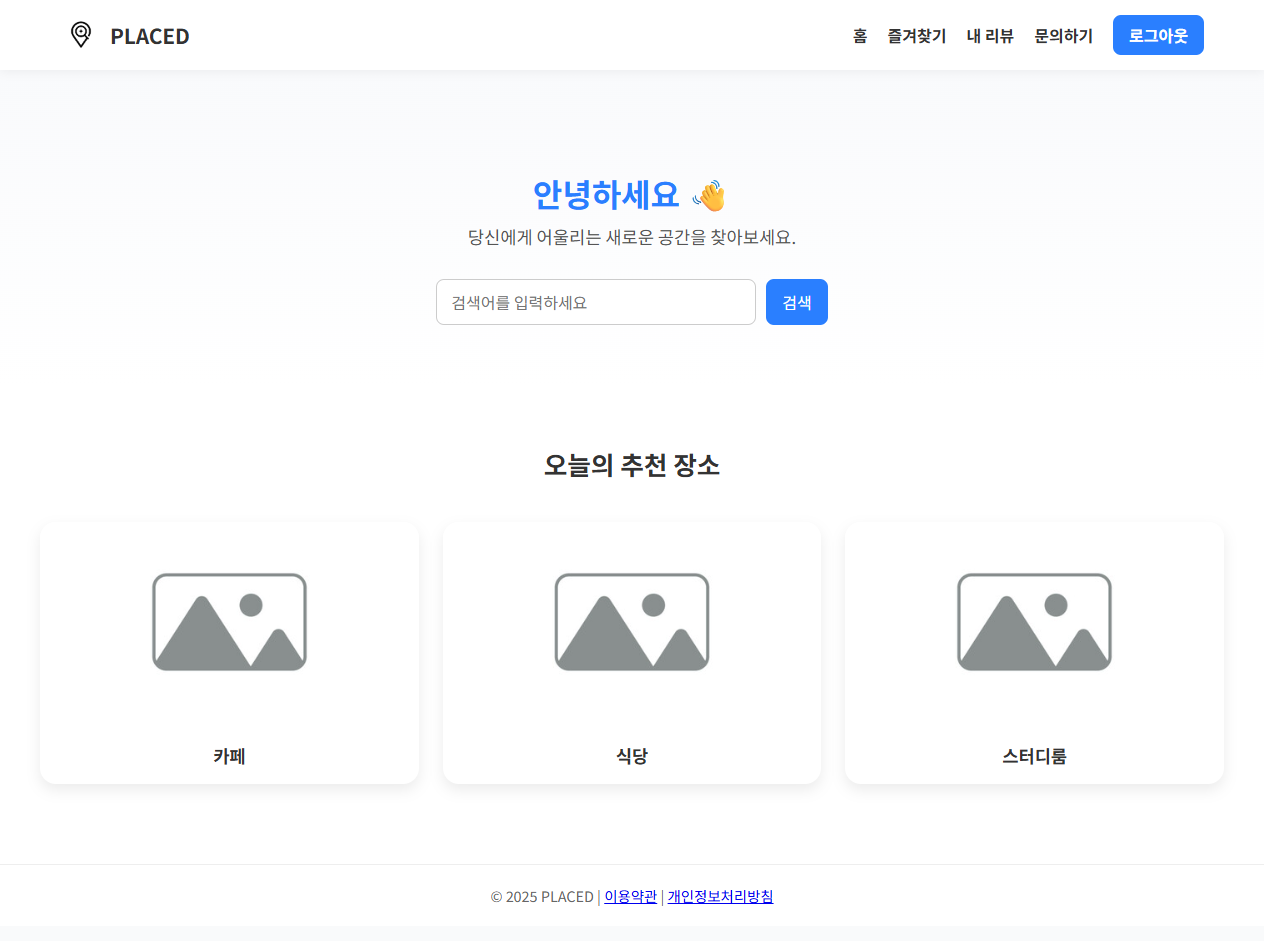 PLACED
홈 즐겨찾기 내 리뷰 문의하기 로그아웃
안녕하세요 👋
당신에게 어울리는 새로운 공간을 찾아보세요.
검색어를 입력하세요 검색
오늘의 추천 장소
카페
식당
스터디룸
© 2025 PLACED | 이용약관 | 개인정보처리방침